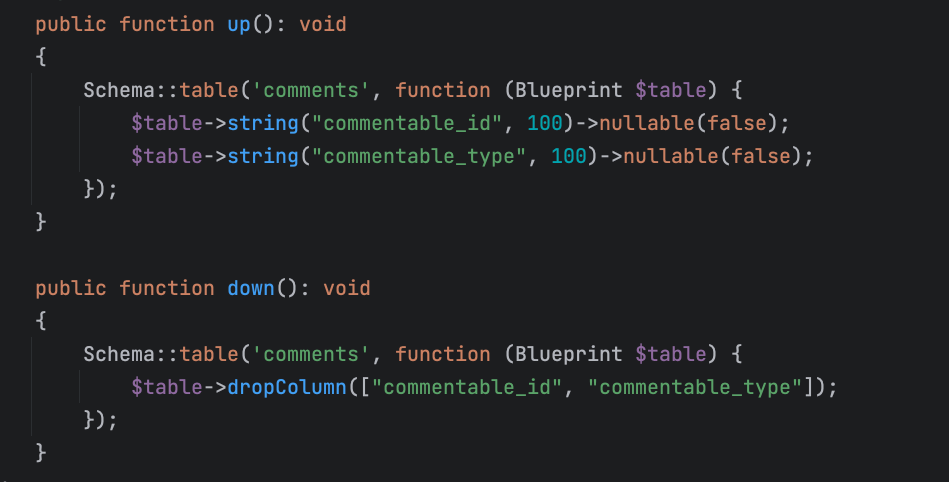 public function up(): void
{
    Schema::table('comments', function (Blueprint $table) {
        $table->string("commentable_id", 100)->nullable(false);
        $table->string("commentable_type", 100)->nullable(false);
    });
}

public function down(): void
{
    Schema::table('comments', function (Blueprint $table) {
        $table->dropColumn(["commentable_id", "commentable_type"]);
    });
}